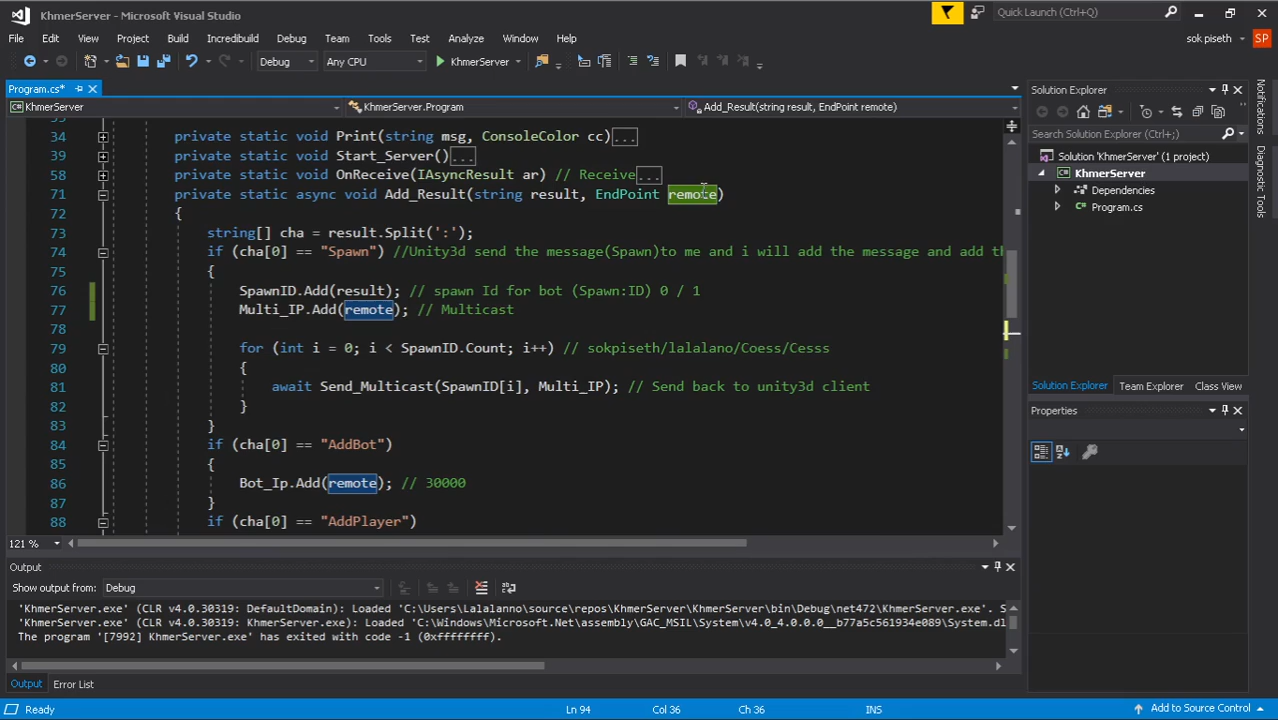 KhmerServer - Microsoft Visual Studio
Quick Launch (Ctrl+Q)
File Edit View Project Build Incredibuild Debug Team Tools Test Analyze Window Help
sok piseth SP
Debug Any CPU KhmerServer
Program.cs*
KhmerServer KhmerServer.Program Add_Result(string result, EndPoint remote)
34 private static void Print(string msg, ConsoleColor cc)...
39 private static void Start_Server()...
58 private static void OnReceive(IAsyncResult ar) // Receive...
71 private static async void Add_Result(string result, EndPoint remote)
72 {
73 string[] cha = result.Split(':');
74 if (cha[0] == "Spawn") //Unity3d send the message(Spawn)to me and i will add the message and add th
75 {
76 SpawnID.Add(result); // spawn Id for bot (Spawn:ID) 0 / 1
77 Multi_IP.Add(remote); // Multicast
78
79 for (int i = 0; i < SpawnID.Count; i++) // sokpiseth/lalalano/Coess/Cesss
80 {
81 await Send_Multicast(SpawnID[i], Multi_IP); // Send back to unity3d client
82 }
83 }
84 if (cha[0] == "AddBot")
85 {
86 Bot_Ip.Add(remote); // 30000
87 }
88 if (cha[0] == "AddPlayer")
121 %
Output
Show output from: Debug
'KhmerServer.exe' (CLR v4.0.30319: DefaultDomain): Loaded 'C:\Users\Lalalanno\source\repos\KhmerServer\KhmerServer\bin\Debug\net472\KhmerServer.exe'. S
'KhmerServer.exe' (CLR v4.0.30319: KhmerServer.exe): Loaded 'C:\Windows\Microsoft.Net\assembly\GAC_MSIL\System\v4.0_4.0.0.0__b77a5c561934e089\System.dl
The program '[7992] KhmerServer.exe' has exited with code -1 (0xffffffff).
Output Error List
Solution Explorer
Search Solution Explorer (Ctrl+;)
Solution 'KhmerServer' (1 project)
KhmerServer
Dependencies
Program.cs
Solution Explorer Team Explorer Class View
Properties
Notifications
Diagnostic Tools
Ready Ln 94 Col 36 Ch 36 INS Add to Source Control